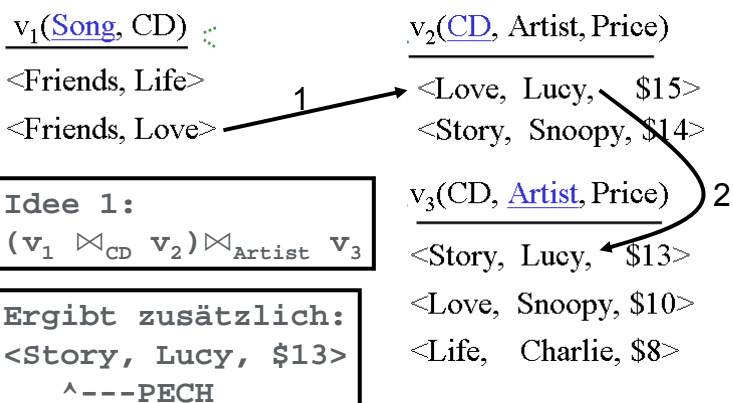 v₁(Song, CD)
<Friends, Life>
<Friends, Love>
1
v₂(CD, Artist, Price)
<Love, Lucy, $15>
<Story, Snoopy, $14>
v₃(CD, Artist, Price)
2
<Story, Lucy, $13>
<Love, Snoopy, $10>
<Life, Charlie, $8>
Idee 1:
(v₁ ⋈CD v₂)⋈Artist v₃
Ergibt zusätzlich:
<Story, Lucy, $13>
^---PECH